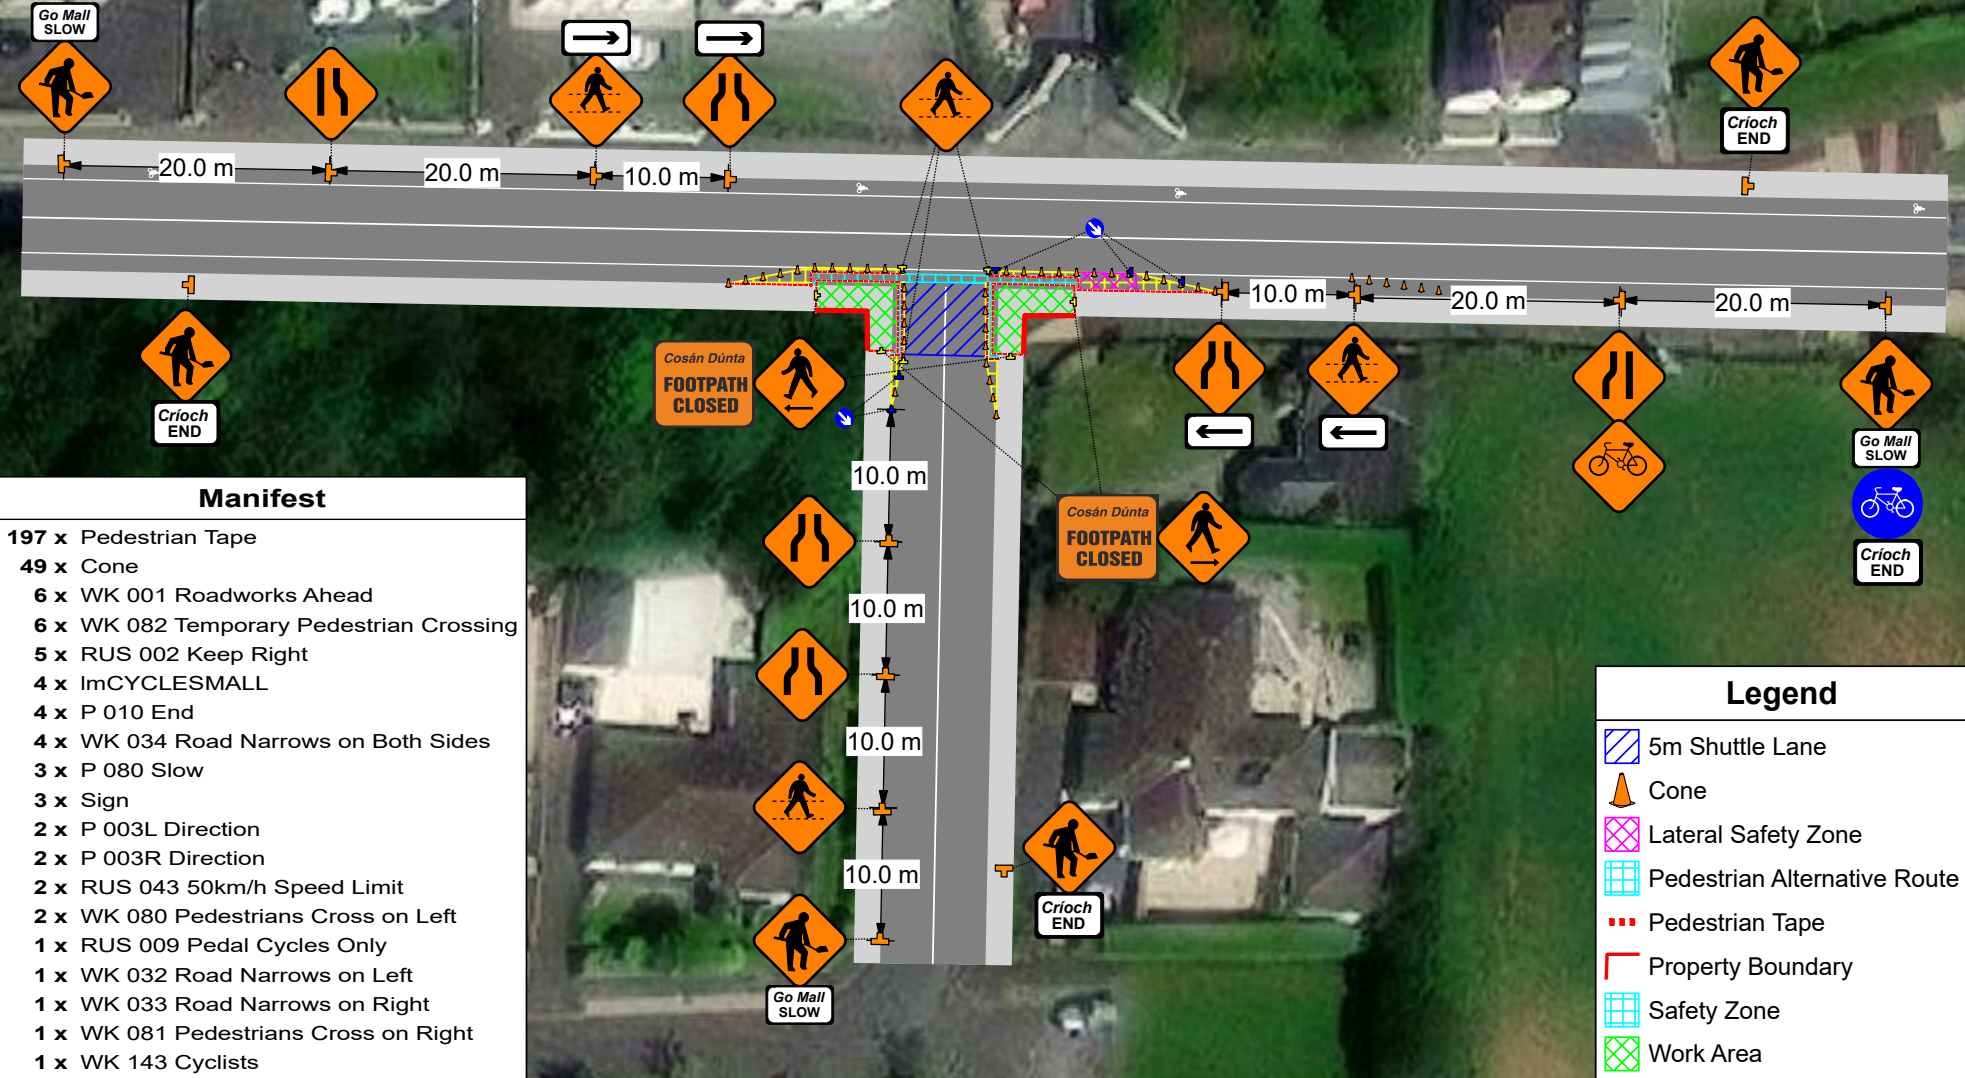 Go Mall
SLOW
Críoch
END
20.0 m
20.0 m
10.0 m
10.0 m
20.0 m
20.0 m
Críoch
END
Cosán Dúnta
FOOTPATH
CLOSED
Go Mall
SLOW
Críoch
END
10.0 m
Cosán Dúnta
FOOTPATH
CLOSED
10.0 m
10.0 m
10.0 m
Críoch
END
Go Mall
SLOW
Manifest
197 x Pedestrian Tape
49 x Cone
6 x WK 001 Roadworks Ahead
6 x WK 082 Temporary Pedestrian Crossing
5 x RUS 002 Keep Right
4 x ImCYCLESMALL
4 x P 010 End
4 x WK 034 Road Narrows on Both Sides
3 x P 080 Slow
3 x Sign
2 x P 003L Direction
2 x P 003R Direction
2 x RUS 043 50km/h Speed Limit
2 x WK 080 Pedestrians Cross on Left
1 x RUS 009 Pedal Cycles Only
1 x WK 032 Road Narrows on Left
1 x WK 033 Road Narrows on Right
1 x WK 081 Pedestrians Cross on Right
1 x WK 143 Cyclists
Legend
5m Shuttle Lane
Cone
Lateral Safety Zone
Pedestrian Alternative Route
Pedestrian Tape
Property Boundary
Safety Zone
Work Area